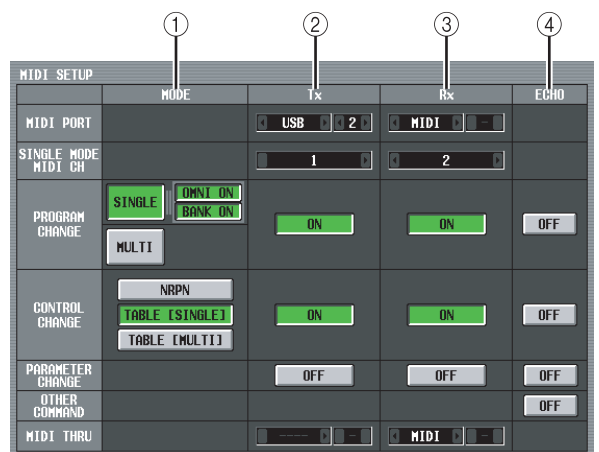 ① ② ③ ④
MIDI SETUP
MODE Tx Rx ECHO
MIDI PORT USB 2 MIDI -
SINGLE MODE
MIDI CH 1 2
PROGRAM
CHANGE SINGLE OMNI ON
BANK ON ON ON OFF
MULTI
CONTROL
CHANGE NRPN
TABLE [SINGLE] ON ON OFF
TABLE [MULTI]
PARAMETER
CHANGE OFF OFF OFF
OTHER
COMMAND OFF
MIDI THRU ---- - MIDI -